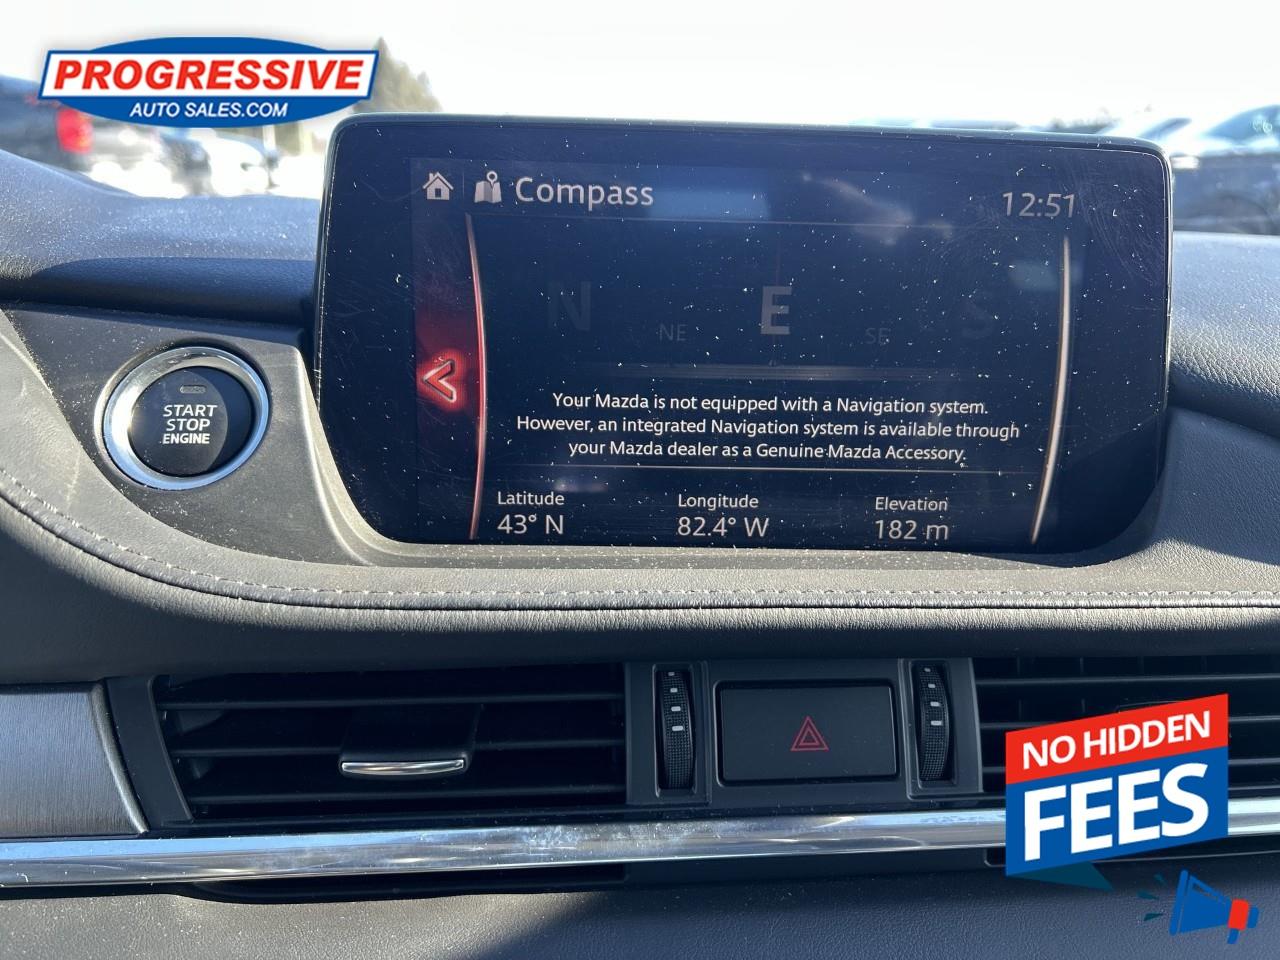 PROGRESSIVE
AUTO SALES.COM
Compass
12:51
N NE E SE S
START
STOP
ENGINE
Your Mazda is not equipped with a Navigation system.
However, an integrated Navigation system is available through
your Mazda dealer as a Genuine Mazda Accessory.
Latitude Longitude Elevation
43° N 82.4° W 182 m
NO HIDDEN
FEES